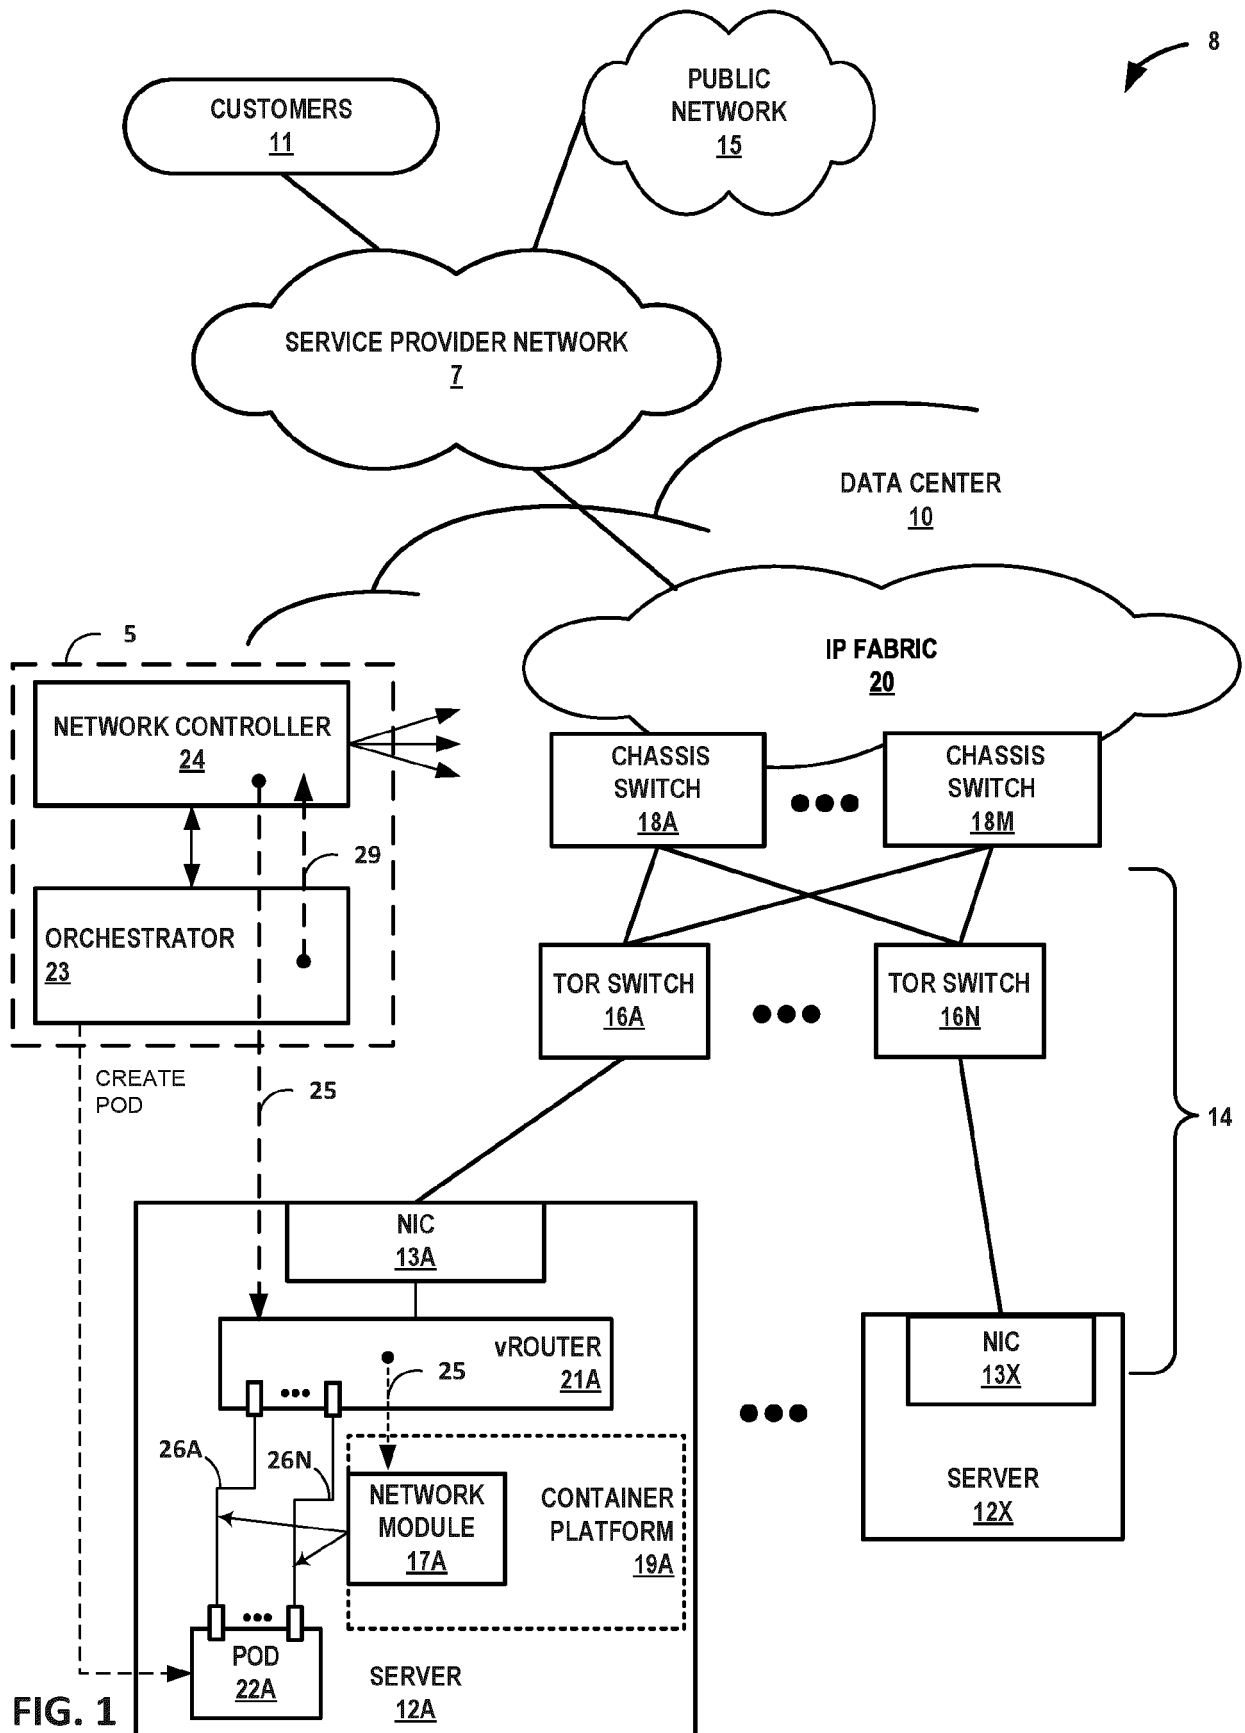 8
PUBLIC
NETWORK
15
CUSTOMERS
11
SERVICE PROVIDER NETWORK
7
DATA CENTER
10
5
IP FABRIC
20
NETWORK CONTROLLER
24
CHASSIS
SWITCH
18A
CHASSIS
SWITCH
18M
29
ORCHESTRATOR
23
TOR SWITCH
16A
TOR SWITCH
16N
CREATE
POD
25
14
NIC
13A
vROUTER
21A
25
NIC
13X
26A
26N
NETWORK
MODULE
17A
CONTAINER
PLATFORM
19A
SERVER
12X
POD
22A
SERVER
12A
FIG. 1